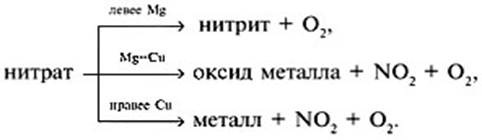 левее Mg
нитрит + O₂,
нитрат
Mg–Cu
оксид металла + NO₂ + O₂,
правее Cu
металл + NO₂ + O₂.